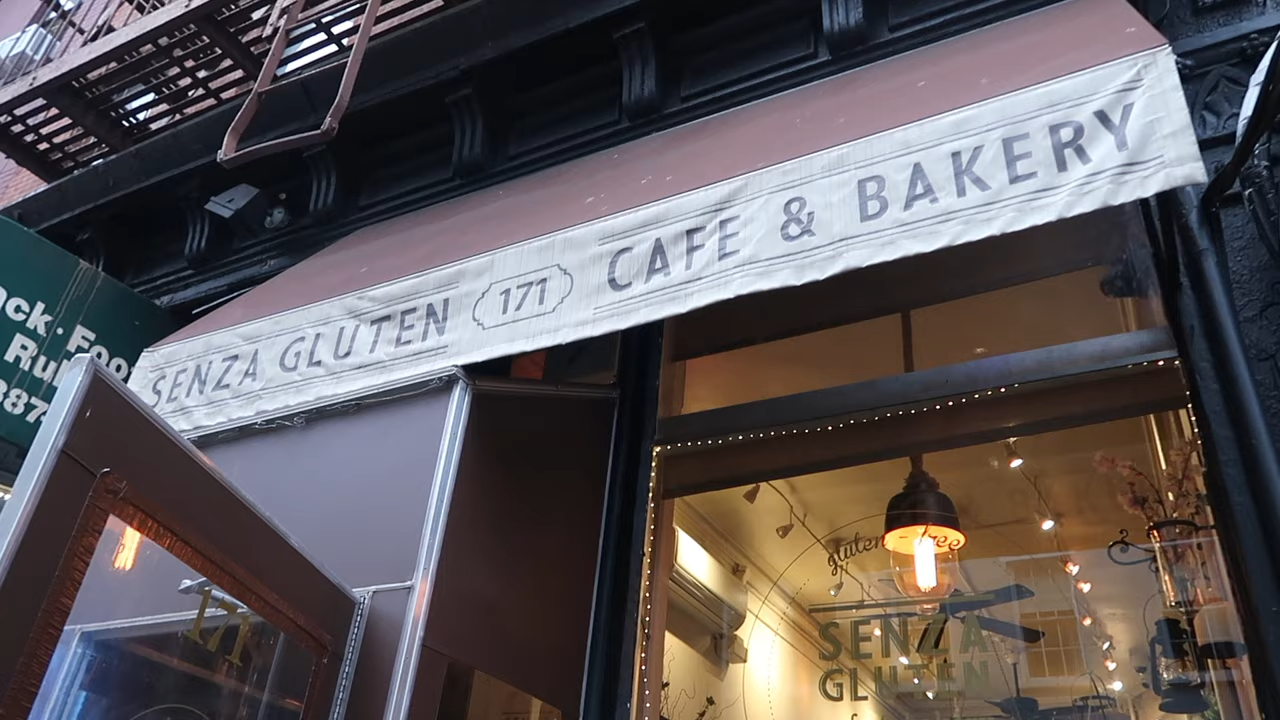 SENZA GLUTEN 171 CAFE & BAKERY
171
gluten-free
SENZA
GLUTEN